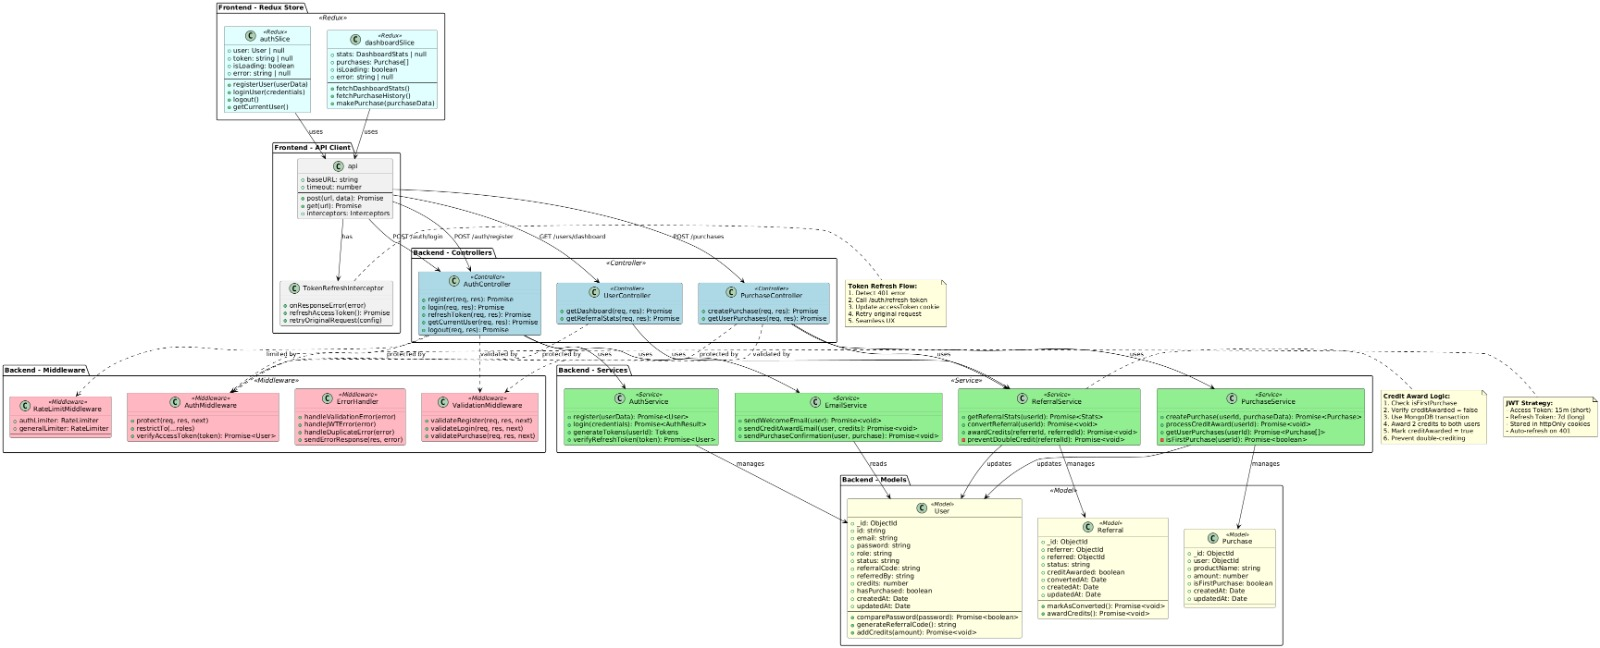 Frontend - Redux Store
«Redux»
C
«Redux»
authSlice
user: User | null
token: string | null
isLoading: boolean
error: string | null
registerUser(userData)
loginUser(credentials)
logout()
getCurrentUser()
C
«Redux»
dashboardSlice
stats: DashboardStats | null
purchases: Purchase[]
isLoading: boolean
error: string | null
fetchDashboardStats()
fetchPurchaseHistory()
makePurchase(purchaseData)
uses
uses
Frontend - API Client
C
api
baseURL: string
timeout: number
post(url, data): Promise
get(url): Promise
interceptors: Interceptors
has
POST /auth/login
POST /auth/register
GET /users/dashboard
POST /purchases
C
TokenRefreshInterceptor
onResponseError(error)
refreshAccessToken(): Promise
retryOriginalRequest(config)
Backend - Controllers
«Controller»
C
«Controller»
AuthController
register(req, res): Promise
login(req, res): Promise
refreshToken(req, res): Promise
getCurrentUser(req, res): Promise
logout(req, res): Promise
C
«Controller»
UserController
getDashboard(req, res): Promise
getReferralStats(req, res): Promise
C
«Controller»
PurchaseController
createPurchase(req, res): Promise
getUserPurchases(req, res): Promise
Token Refresh Flow:
1. Detect 401 error
2. Call /auth/refresh token
3. Update accessToken cookie
4. Retry original request
5. Seamless UX
limited by
protected by
validated by
protected by
uses
uses
uses
protected by
validated by
uses
uses
Backend - Middleware
«Middleware»
C
«Middleware»
RateLimitMiddleware
authLimiter: RateLimiter
generalLimiter: RateLimiter
C
«Middleware»
AuthMiddleware
protect(req, res, next)
restrictTo(...roles)
verifyAccessToken(token): Promise<User>
C
«Middleware»
ErrorHandler
handleValidationError(error)
handleJWTError(error)
handleDuplicateError(error)
sendErrorResponse(res, error)
C
«Middleware»
ValidationMiddleware
validateRegister(req, res, next)
validateLogin(req, res, next)
validatePurchase(req, res, next)
Backend - Services
«Service»
C
«Service»
AuthService
register(userData): Promise<User>
login(credentials): Promise<AuthResult>
generateTokens(userId): Tokens
verifyRefreshToken(token): Promise<User>
C
«Service»
EmailService
sendWelcomeEmail(user): Promise<void>
sendCreditAwardEmail(user, credits): Promise<void>
sendPurchaseConfirmation(user, purchase): Promise<void>
C
«Service»
ReferralService
getReferralStats(userId): Promise<Stats>
convertReferral(userId): Promise<void>
awardCredits(referrerId, referredId): Promise<void>
preventDoubleCredit(referralId): Promise<void>
C
«Service»
PurchaseService
createPurchase(userId, purchaseData): Promise<Purchase>
processCreditAward(userId): Promise<void>
getUserPurchases(userId): Promise<Purchase[]>
isFirstPurchase(userId): Promise<boolean>
Credit Award Logic:
1. Check isFirstPurchase
2. Verify creditAwarded = false
3. Use MongoDB transaction
4. Award 2 credits to both users
5. Mark creditAwarded = true
6. Prevent double-crediting
JWT Strategy:
- Access Token: 15m (short)
- Refresh Token: 7d (long)
- Stored in httpOnly cookies
- Auto-refresh on 401
manages
reads
updates
updates
manages
manages
Backend - Models
«Model»
C
«Model»
User
_id: ObjectId
id: string
email: string
password: string
role: string
status: string
referralCode: string
referredBy: string
credits: number
hasPurchased: boolean
createdAt: Date
updatedAt: Date
comparePassword(password): Promise<boolean>
generateReferralCode(): string
addCredits(amount): Promise<void>
C
«Model»
Referral
_id: ObjectId
referrer: ObjectId
referred: ObjectId
status: string
creditAwarded: boolean
convertedAt: Date
createdAt: Date
updatedAt: Date
markAsConverted(): Promise<void>
awardCredits(): Promise<void>
C
«Model»
Purchase
_id: ObjectId
user: ObjectId
productName: string
amount: number
isFirstPurchase: boolean
createdAt: Date
updatedAt: Date